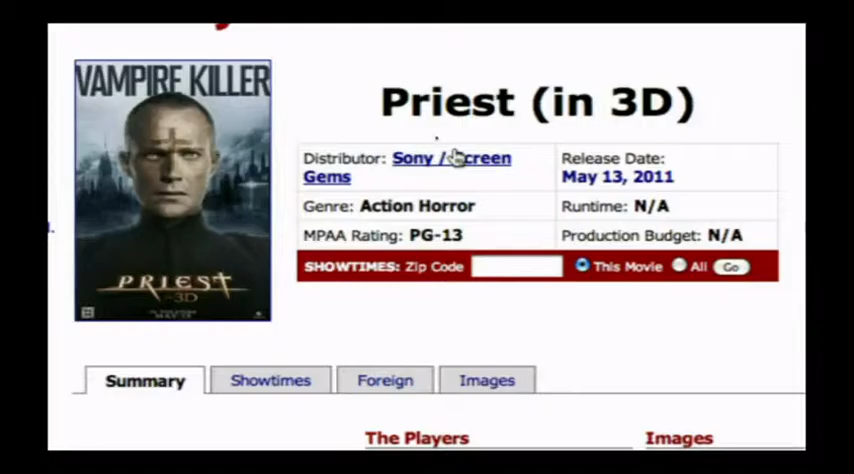 VAMPIRE KILLER
PRIEST
IN 3D
Priest (in 3D)
Distributor: Sony / Screen
Gems
Release Date:
May 13, 2011
Genre: Action Horror
Runtime: N/A
MPAA Rating: PG-13
Production Budget: N/A
SHOWTIMES: Zip Code
This Movie
All
Go
Summary
Showtimes
Foreign
Images
The Players
Images